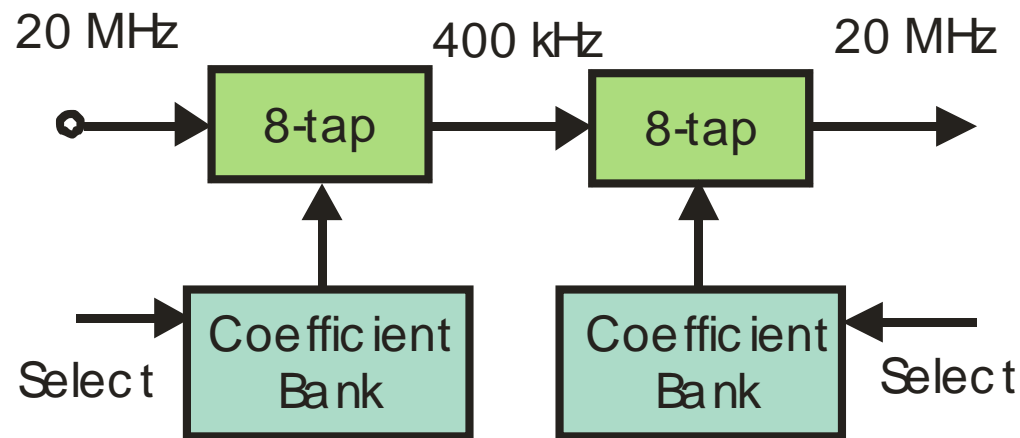 20 MHz
400 kHz
20 MHz
8-tap
8-tap
Coefficient
Bank
Select
Coefficient
Bank
Select